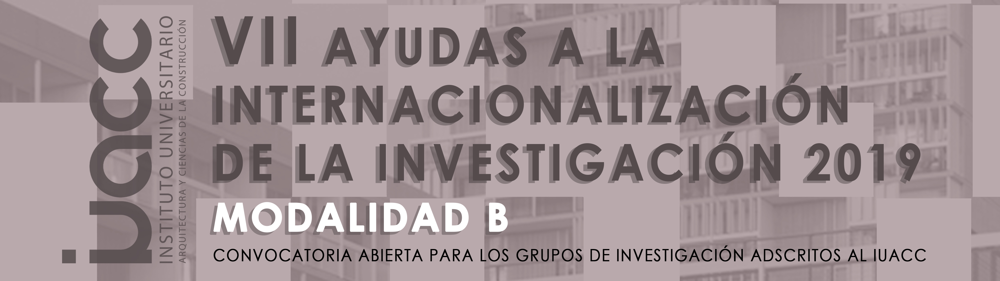 iuacc
INSTITUTO UNIVERSITARIO
ARQUITECTURA Y CIENCIAS DE LA CONSTRUCCIÓN
VII AYUDAS A LA
INTERNACIONALIZACIÓN
DE LA INVESTIGACIÓN 2019
MODALIDAD B
CONVOCATORIA ABIERTA PARA LOS GRUPOS DE INVESTIGACIÓN ADSCRITOS AL IUACC